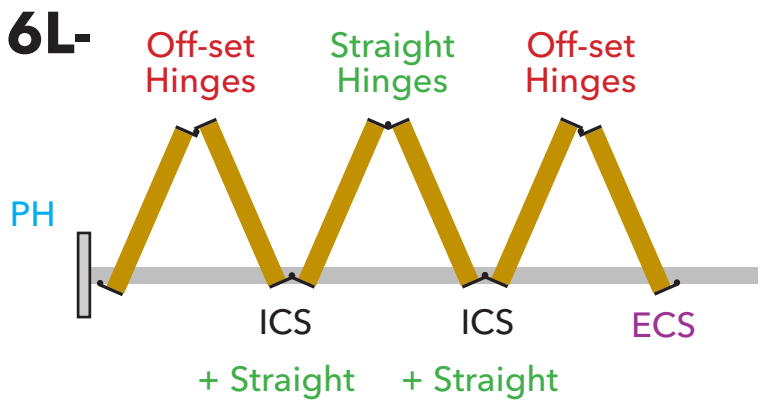 6L-
Off-set
Hinges
Straight
Hinges
Off-set
Hinges
PH
ICS
ICS
ECS
+ Straight
+ Straight